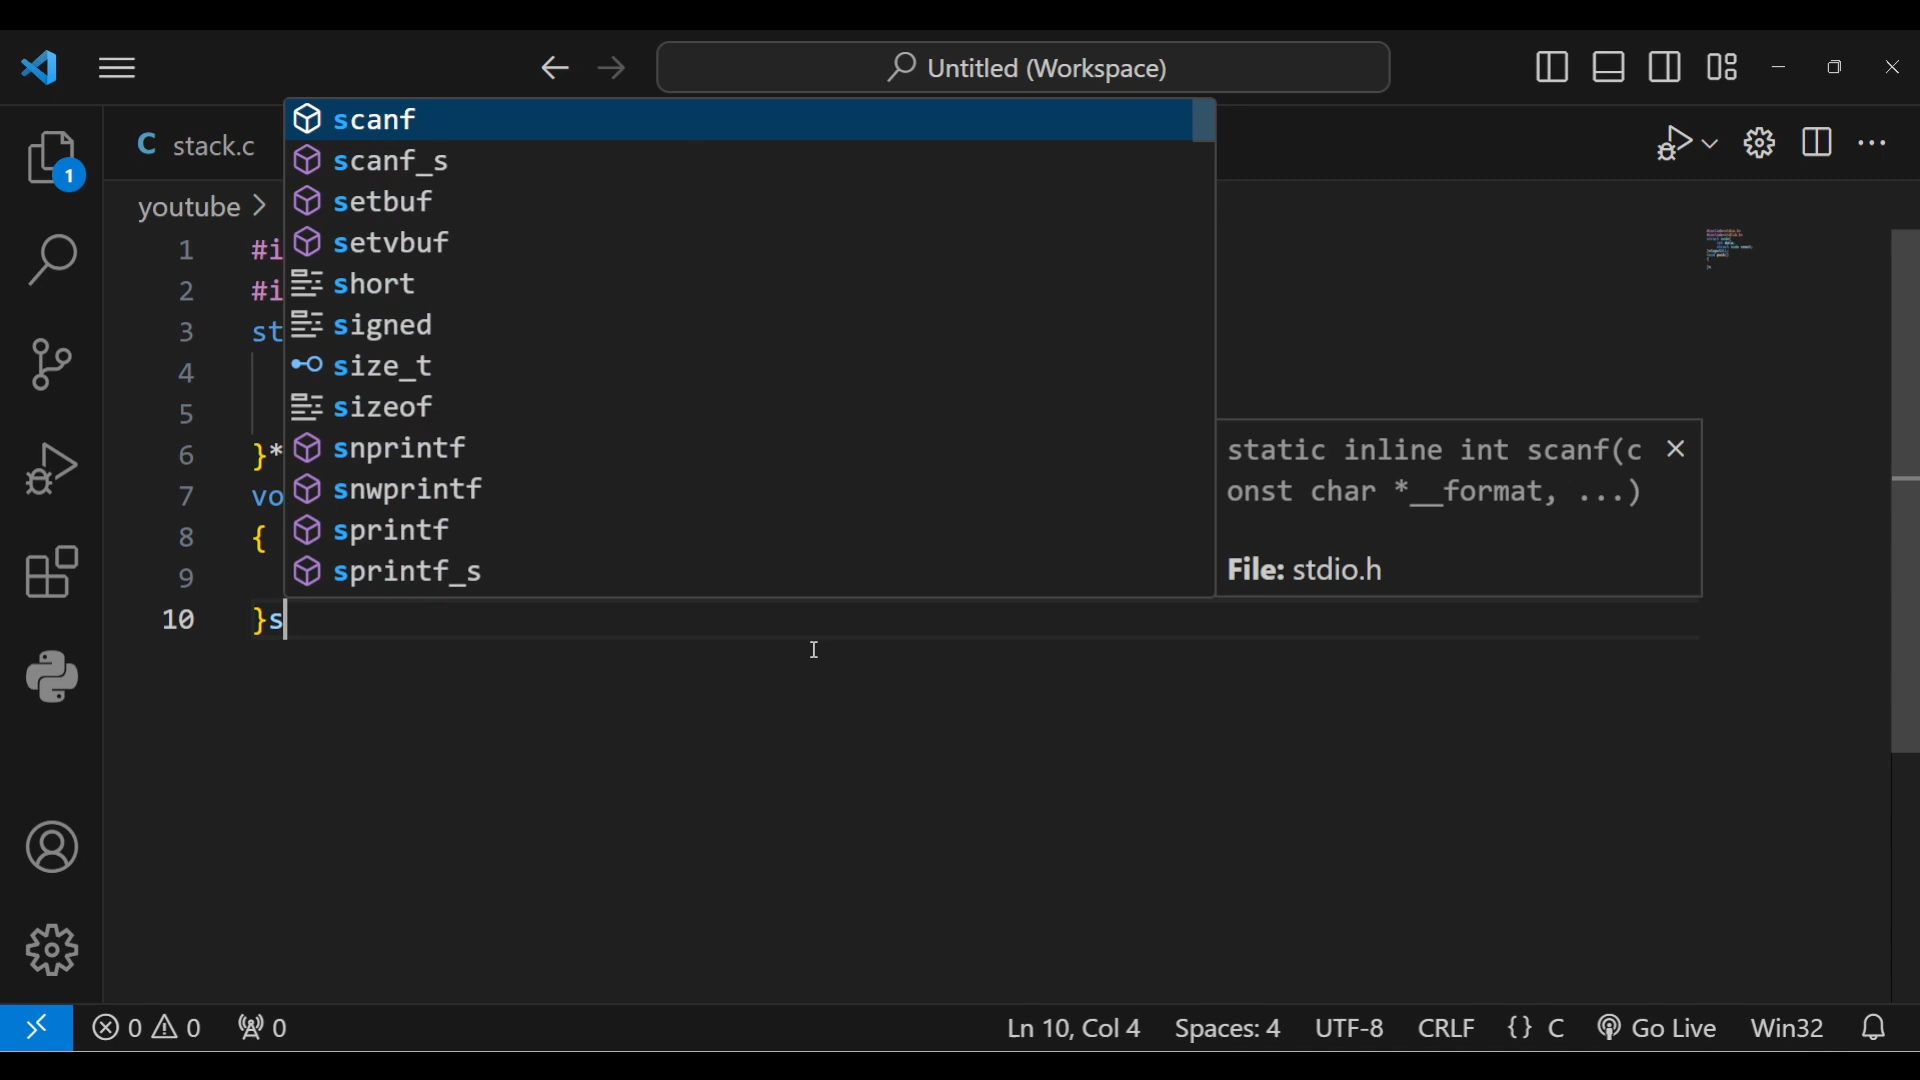 Untitled (Workspace)
C stack.c
youtube >
1 #i
2 #i
3 st
4
5
6 }*
7 vo
8 {
9
10 }s
scanf
scanf_s
setbuf
setvbuf
short
signed
size_t
sizeof
snprintf
snwprintf
sprintf
sprintf_s
static inline int scanf(c
onst char *__format, ...)
File: stdio.h
1
0 0 0
Ln 10, Col 4 Spaces: 4 UTF-8 CRLF {} C Go Live Win32